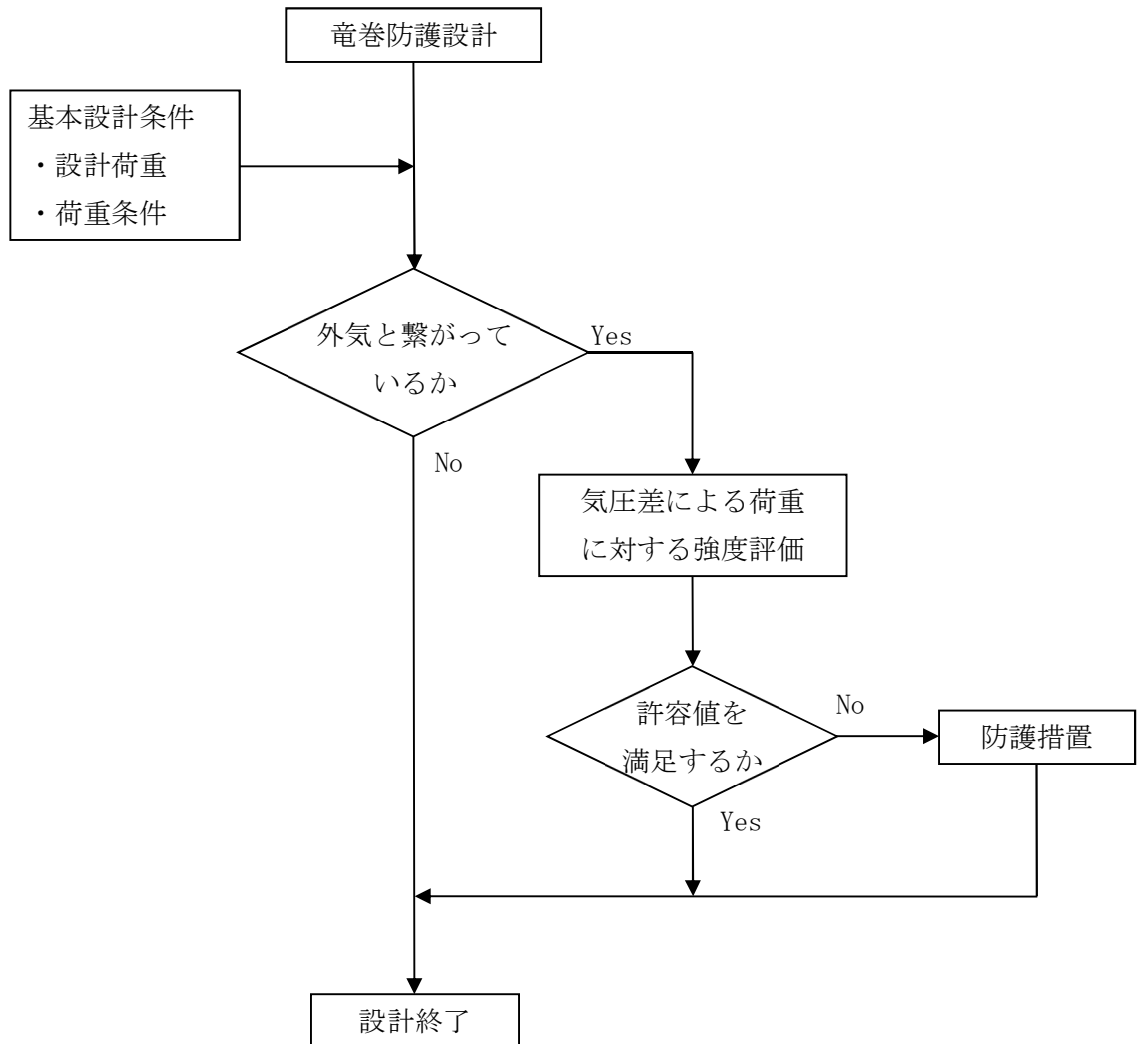 竜巻防護設計
基本設計条件
・設計荷重
・荷重条件
外気と繋がって
いるか
Yes
No
気圧差による荷重
に対する強度評価
許容値を
満足するか
No
防護措置
Yes
設計終了